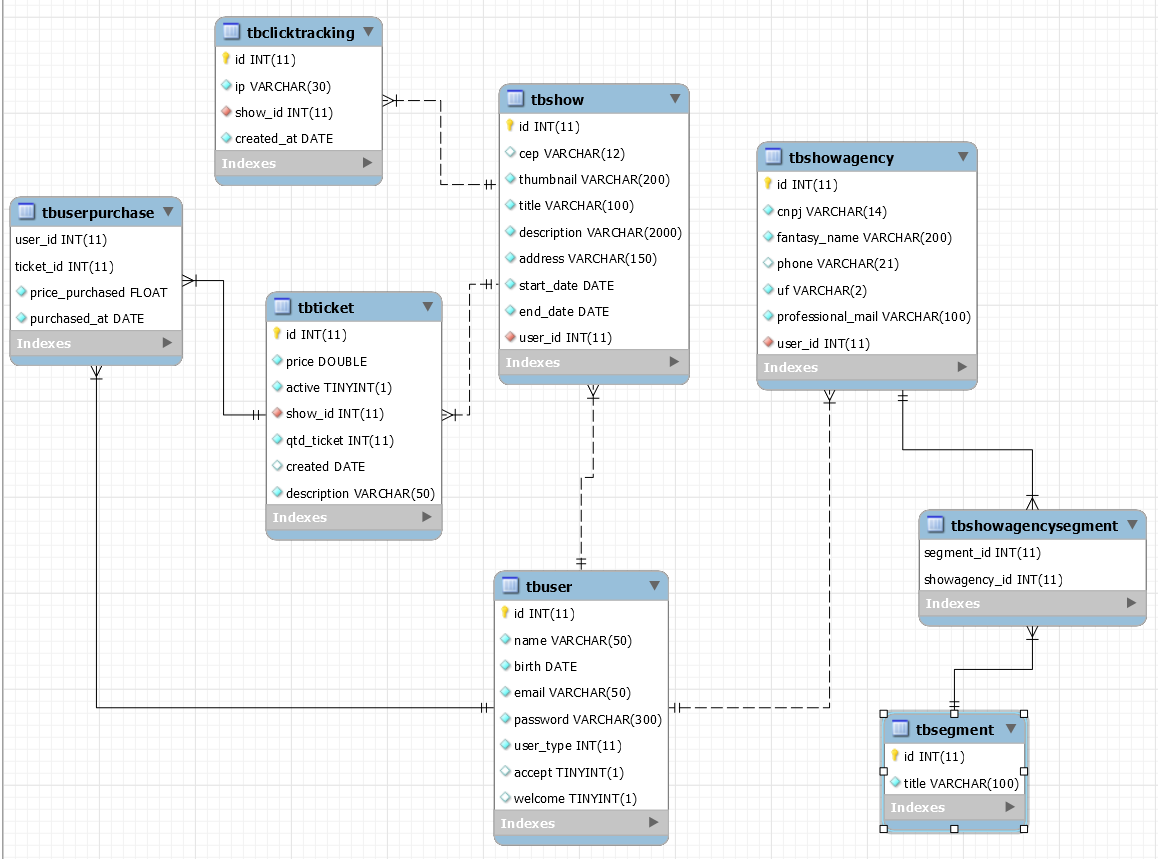 tbclicktracking
id INT(11)
ip VARCHAR(30)
show_id INT(11)
created_at DATE
Indexes
tbshow
id INT(11)
cep VARCHAR(12)
thumbnail VARCHAR(200)
title VARCHAR(100)
description VARCHAR(2000)
address VARCHAR(150)
start_date DATE
end_date DATE
user_id INT(11)
Indexes
tbshowagency
id INT(11)
cnpj VARCHAR(14)
fantasy_name VARCHAR(200)
phone VARCHAR(21)
uf VARCHAR(2)
professional_mail VARCHAR(100)
user_id INT(11)
Indexes
tbuserpurchase
user_id INT(11)
ticket_id INT(11)
price_purchased FLOAT
purchased_at DATE
Indexes
tbticket
id INT(11)
price DOUBLE
active TINYINT(1)
show_id INT(11)
qtd_ticket INT(11)
created DATE
description VARCHAR(50)
Indexes
tbshowagencysegment
segment_id INT(11)
showagency_id INT(11)
Indexes
tbuser
id INT(11)
name VARCHAR(50)
birth DATE
email VARCHAR(50)
password VARCHAR(300)
user_type INT(11)
accept TINYINT(1)
welcome TINYINT(1)
Indexes
tbsegment
id INT(11)
title VARCHAR(100)
Indexes